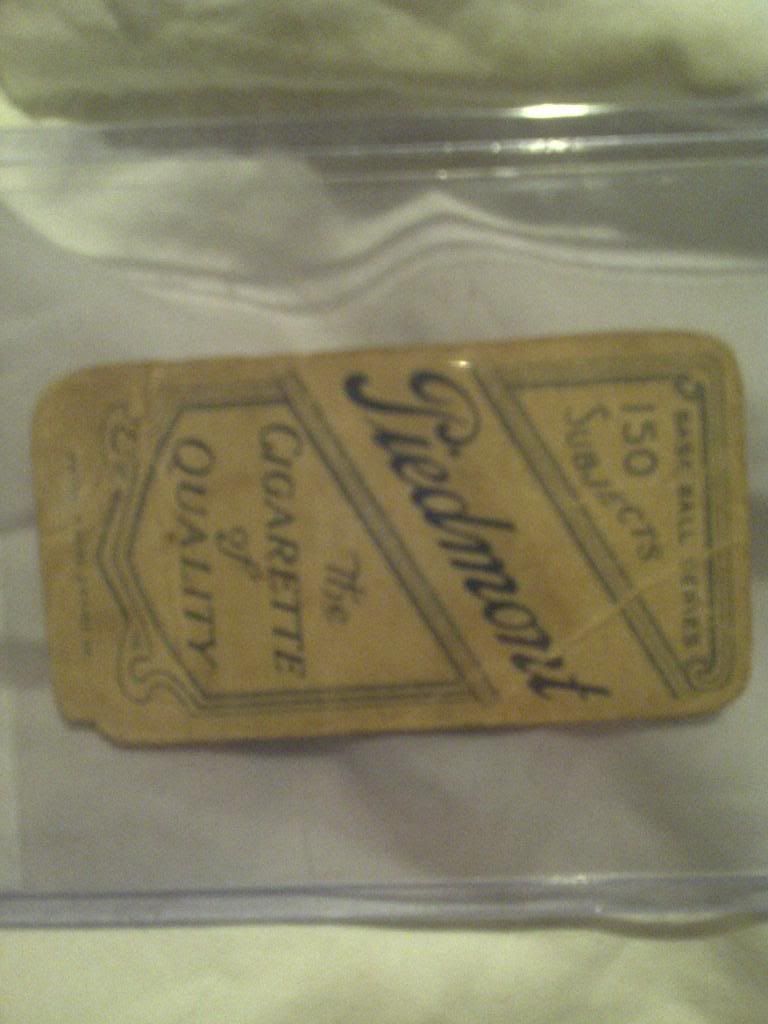 BASE BALL SERIES
150
SUBJECTS
Piedmont
The
CIGARETTE
of
QUALITY